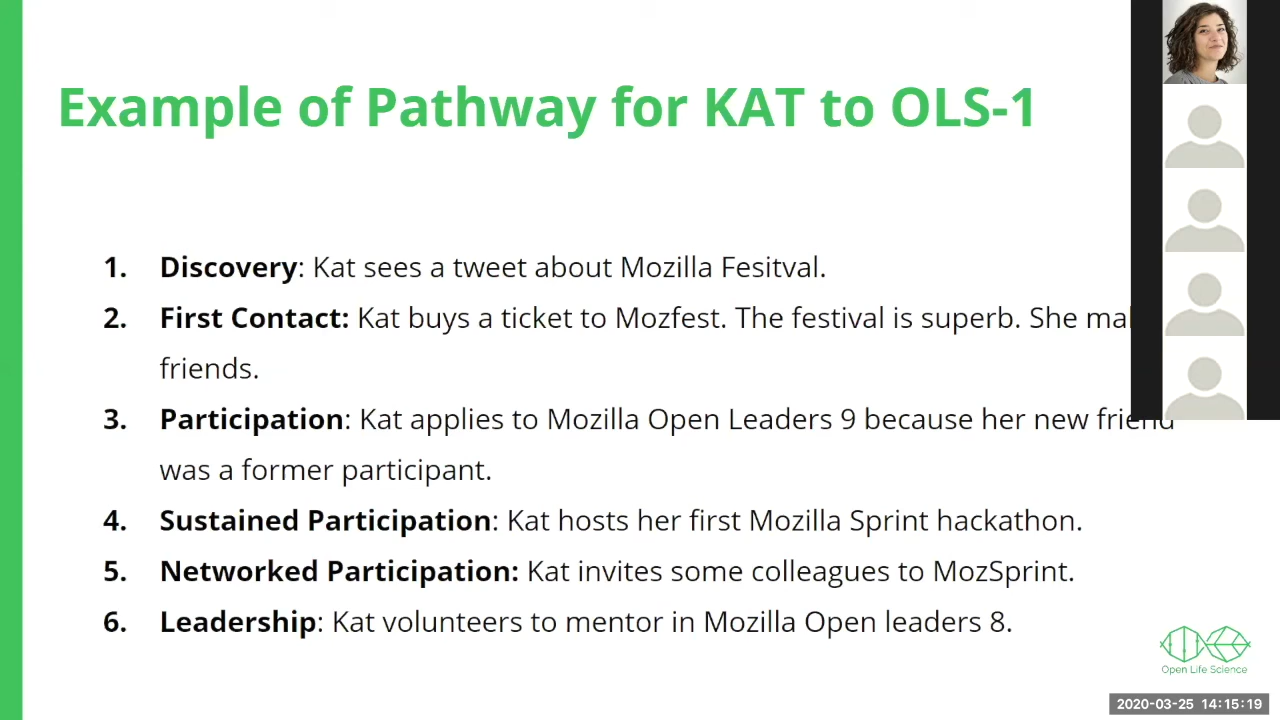 Example of Pathway for KAT to OLS-1
1. Discovery: Kat sees a tweet about Mozilla Fesitval.
2. First Contact: Kat buys a ticket to Mozfest. The festival is superb. She
friends.
3. Participation: Kat applies to Mozilla Open Leaders 9 because her new friend
was a former participant.
4. Sustained Participation: Kat hosts her first Mozilla Sprint hackathon.
5. Networked Participation: Kat invites some colleagues to MozSprint.
6. Leadership: Kat volunteers to mentor in Mozilla Open leaders 8.
Open Life Science
2020-03-25 14:15:19